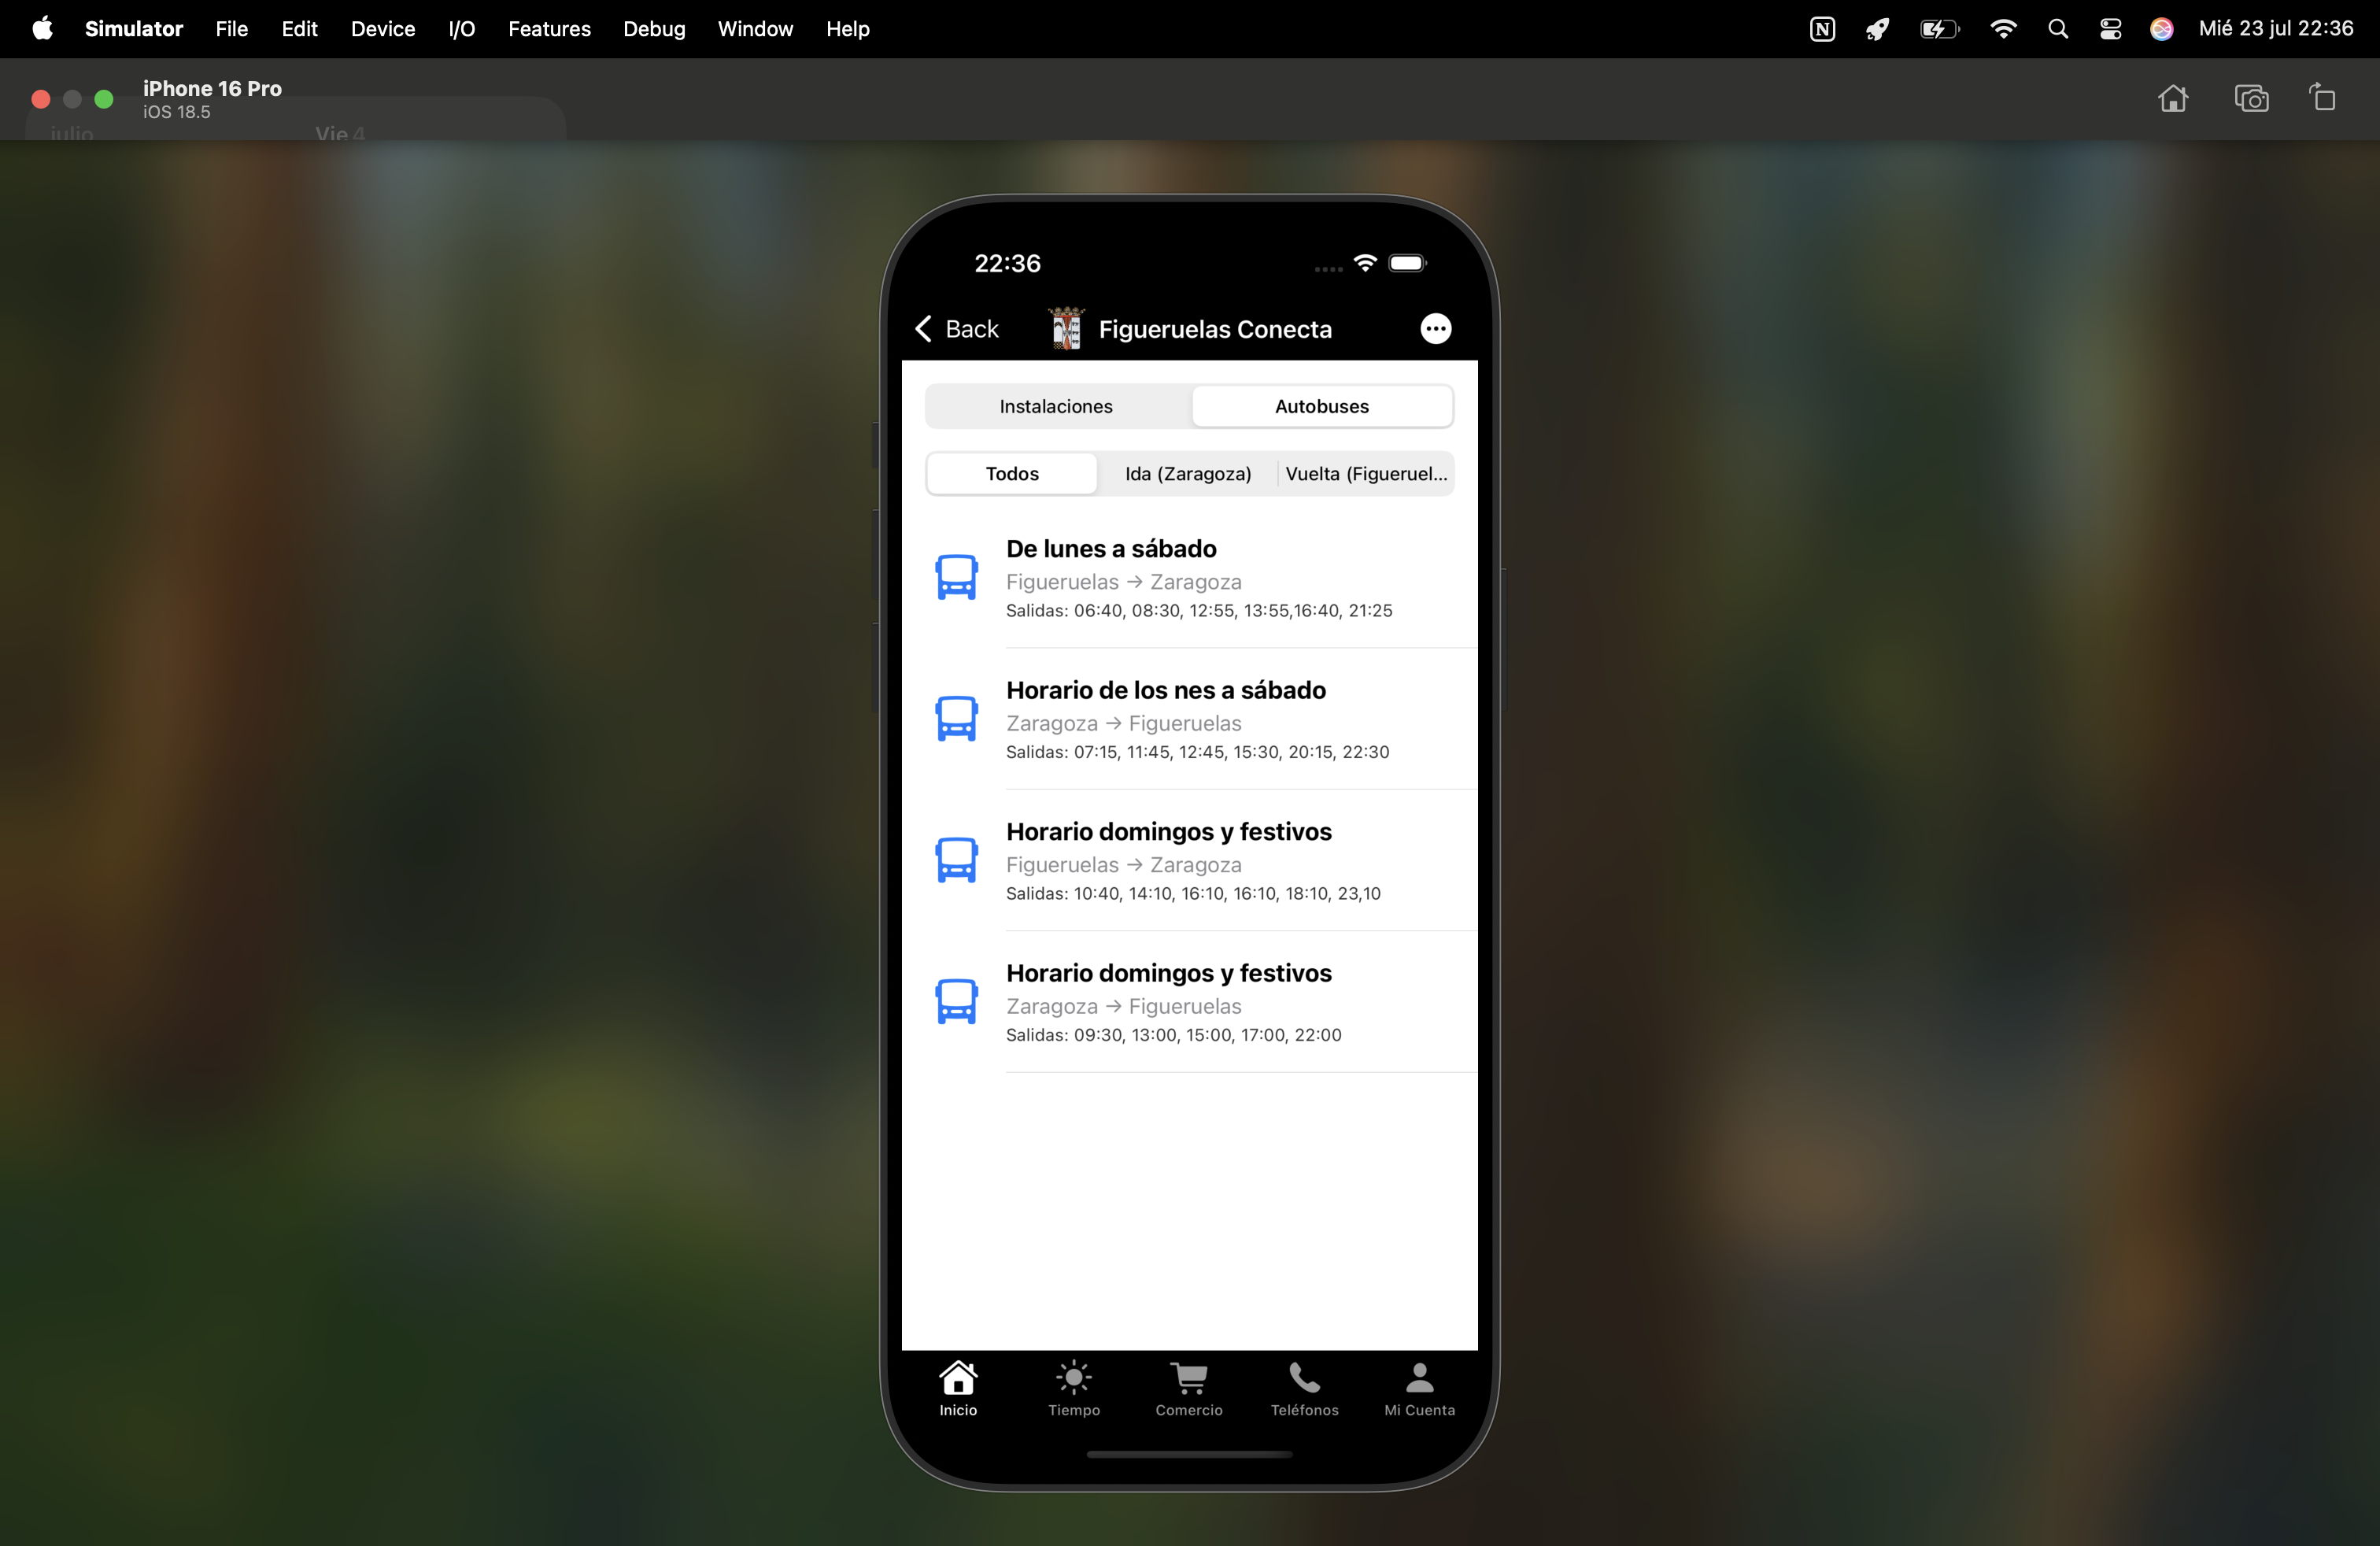 Simulator File Edit Device I/O Features Debug Window Help Mié 23 jul 22:36
iPhone 16 Pro
iOS 18.5
julio Vie 4
22:36
Back Figueruelas Conecta
Instalaciones Autobuses
Todos Ida (Zaragoza) Vuelta (Figueruel...
De lunes a sábado
Figueruelas → Zaragoza
Salidas: 06:40, 08:30, 12:55, 13:55,16:40, 21:25
Horario de los nes a sábado
Zaragoza → Figueruelas
Salidas: 07:15, 11:45, 12:45, 15:30, 20:15, 22:30
Horario domingos y festivos
Figueruelas → Zaragoza
Salidas: 10:40, 14:10, 16:10, 16:10, 18:10, 23,10
Horario domingos y festivos
Zaragoza → Figueruelas
Salidas: 09:30, 13:00, 15:00, 17:00, 22:00
Inicio Tiempo Comercio Teléfonos Mi Cuenta